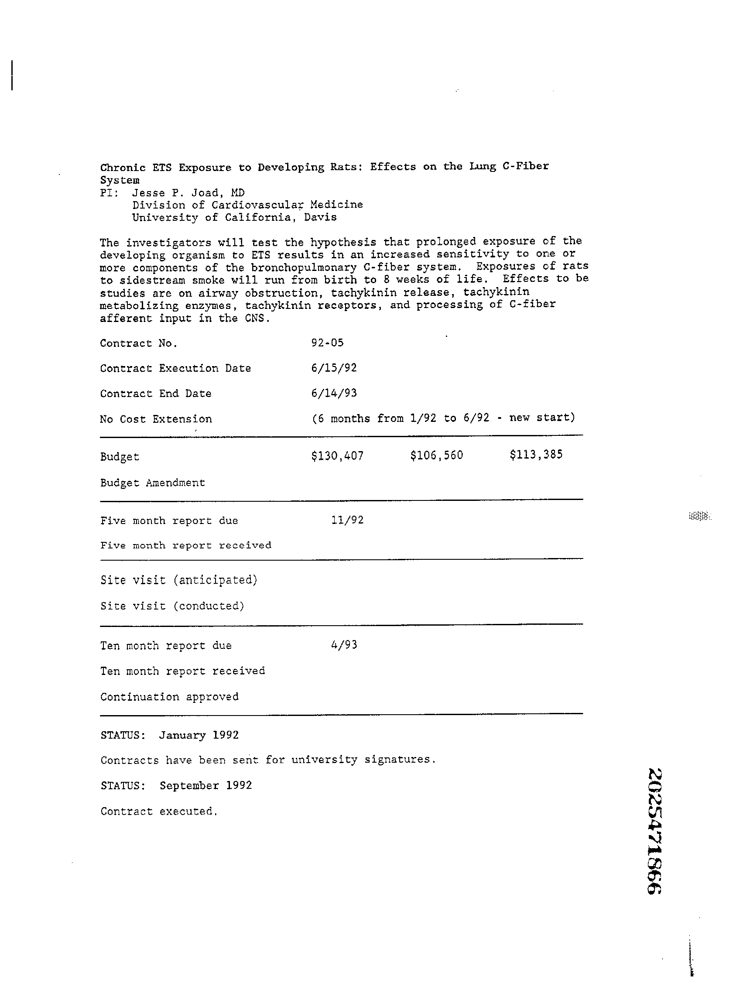 Chronic ETS Exposure to Developing Rats: Effects on the Lung C-Fiber
System
PI: Jesse P. Joad, MD
Division of Cardiovascular Medicine
University of California, Davis
The investigators will test the hypothesis that prolonged exposure of the
developing organism to ETS results in an increased sensitivity to one or
more components of the bronchopulmonary C-fiber system. Exposures of rats
to sidestream smoke will run from birth to 8 weeks of life. Effects to be
studies are on airway obstruction, tachykinin release, tachykinin
metabolizing enzymes, tachykinin receptors, and processing of C-fiber
afferent input in the CNS.
Contract No. 92-05
Contract Execution Date 6/15/92
Contract End Date 6/14/93
No Cost Extension (6 months from 1/92 to 6/92 - new start)
Budget $130,407 $106,560 $113,385
Budget Amendment
Five month report due 11/92
Five month report received
Site visit (anticipated)
Site visit (conducted)
Ten month report due 4/93
Ten month report received
Continuation approved
STATUS: January 1992
Contracts have been sent for university signatures.
STATUS: September 1992
Contract executed.
2025471866